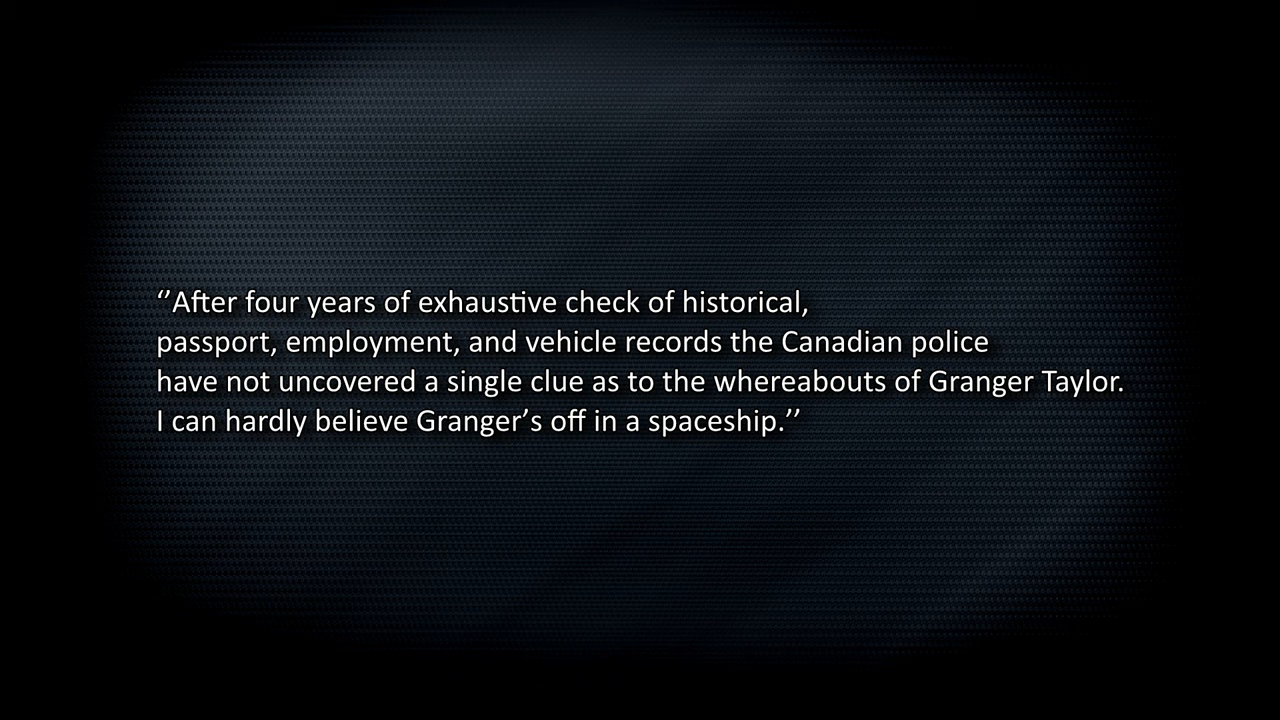 ‘’After four years of exhaustive check of historical,
passport, employment, and vehicle records the Canadian police
have not uncovered a single clue as to the whereabouts of Granger Taylor.
I can hardly believe Granger’s off in a spaceship.’’